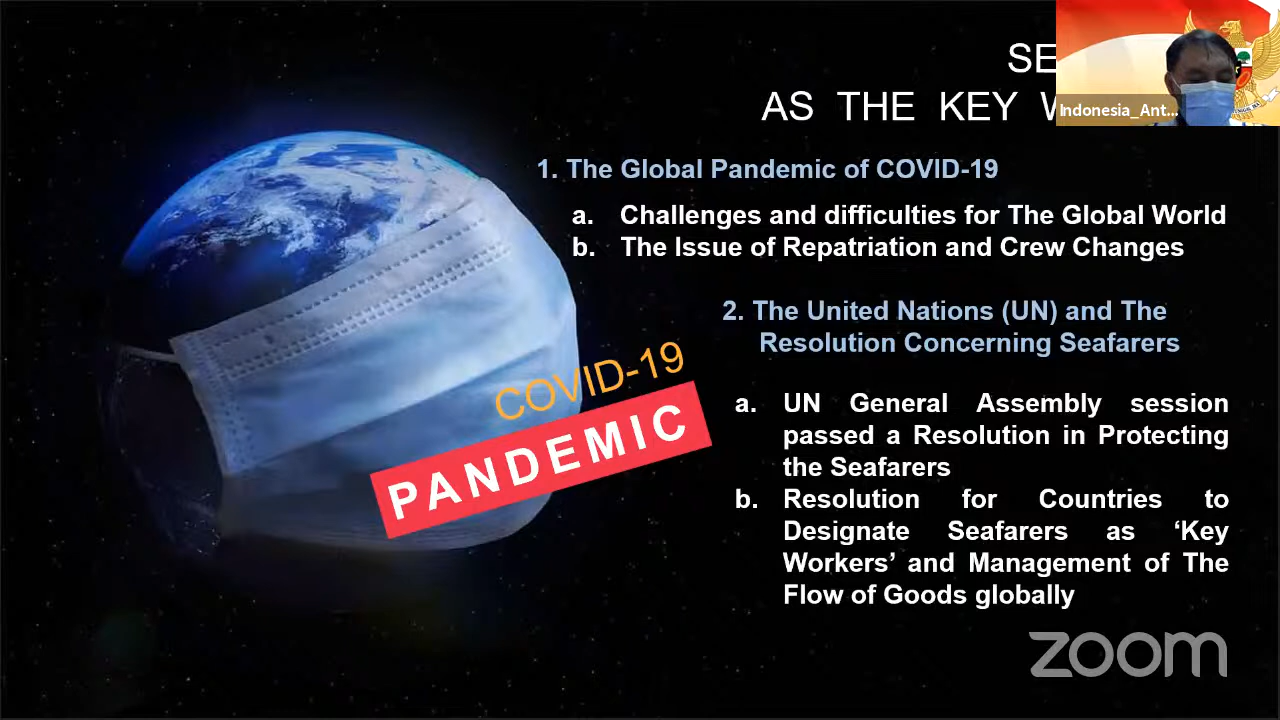 AS THE KEY
Indonesia_Ant...
1. The Global Pandemic of COVID-19
a. Challenges and difficulties for The Global World
b. The Issue of Repatriation and Crew Changes
2. The United Nations (UN) and The
Resolution Concerning Seafarers
COVID-19
PANDEMIC
a. UN General Assembly session
passed a Resolution in Protecting
the Seafarers
b. Resolution for Countries to
Designate Seafarers as ‘Key
Workers’ and Management of The
Flow of Goods globally
zoom